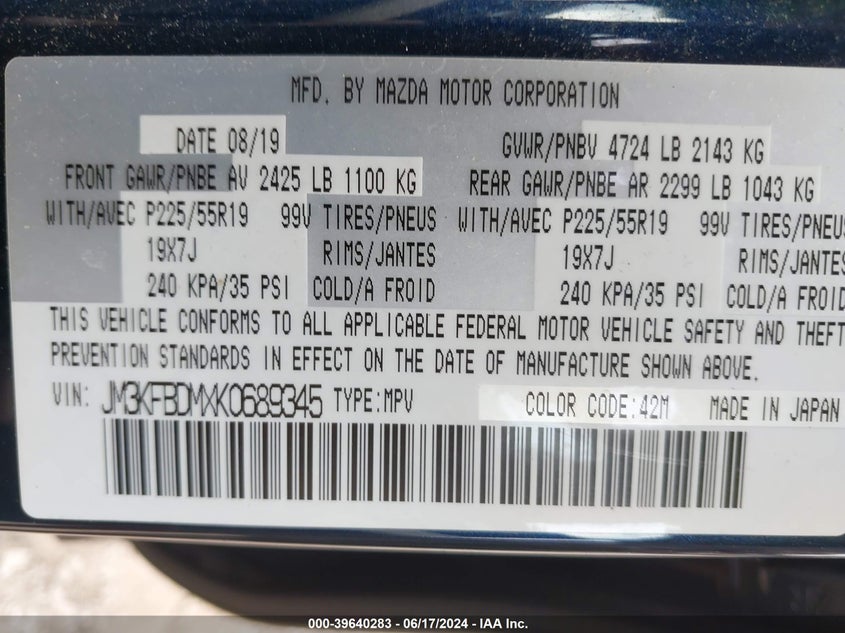 MFD. BY MAZDA MOTOR CORPORATION
DATE 08/19 GVWR/PNBV 4724 LB 2143 KG
FRONT GAWR/PNBE AV 2425 LB 1100 KG REAR GAWR/PNBE AR 2299 LB 1043 KG
WITH/AVEC P225/55R19 99V TIRES/PNEUS WITH/AVEC P225/55R19 99V TIRES/PNEUS
19X7J RIMS/JANTES 19X7J RIMS/JANTES
240 KPA/35 PSI COLD/A FROID 240 KPA/35 PSI COLD/A FROID
THIS VEHICLE CONFORMS TO ALL APPLICABLE FEDERAL MOTOR VEHICLE SAFETY AND THEFT
PREVENTION STANDARDS IN EFFECT ON THE DATE OF MANUFACTURE SHOWN ABOVE.
VIN: JM3KFBDMXK0689345 TYPE:MPV COLOR CODE:42M MADE IN JAPAN
000-39640283 - 06/17/2024 - IAA Inc.